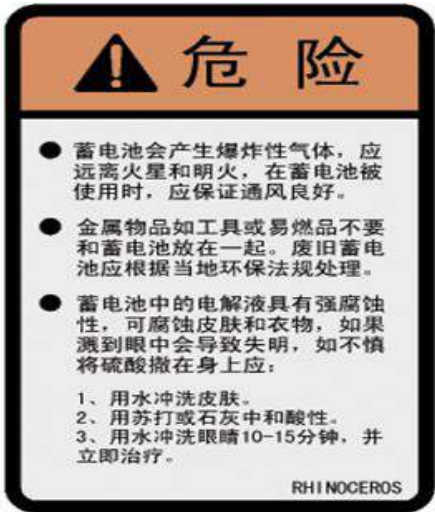 危 险
● 蓄电池会产生爆炸性气体，应
远离火星和明火，在蓄电池被
使用时，应保证通风良好。
● 金属物品如工具或易燃品不要
和蓄电池放在一起。废旧蓄电
池应根据当地环保法规处理。
● 蓄电池中的电解液具有强腐蚀
性，可腐蚀皮肤和衣物，如果
溅到眼中会导致失明，如不慎
将硫酸撒在身上应：
1、用水冲洗皮肤。
2、用苏打或石灰中和酸性。
3、用水冲洗眼睛10-15分钟，并
立即治疗。
RHINOCEROS